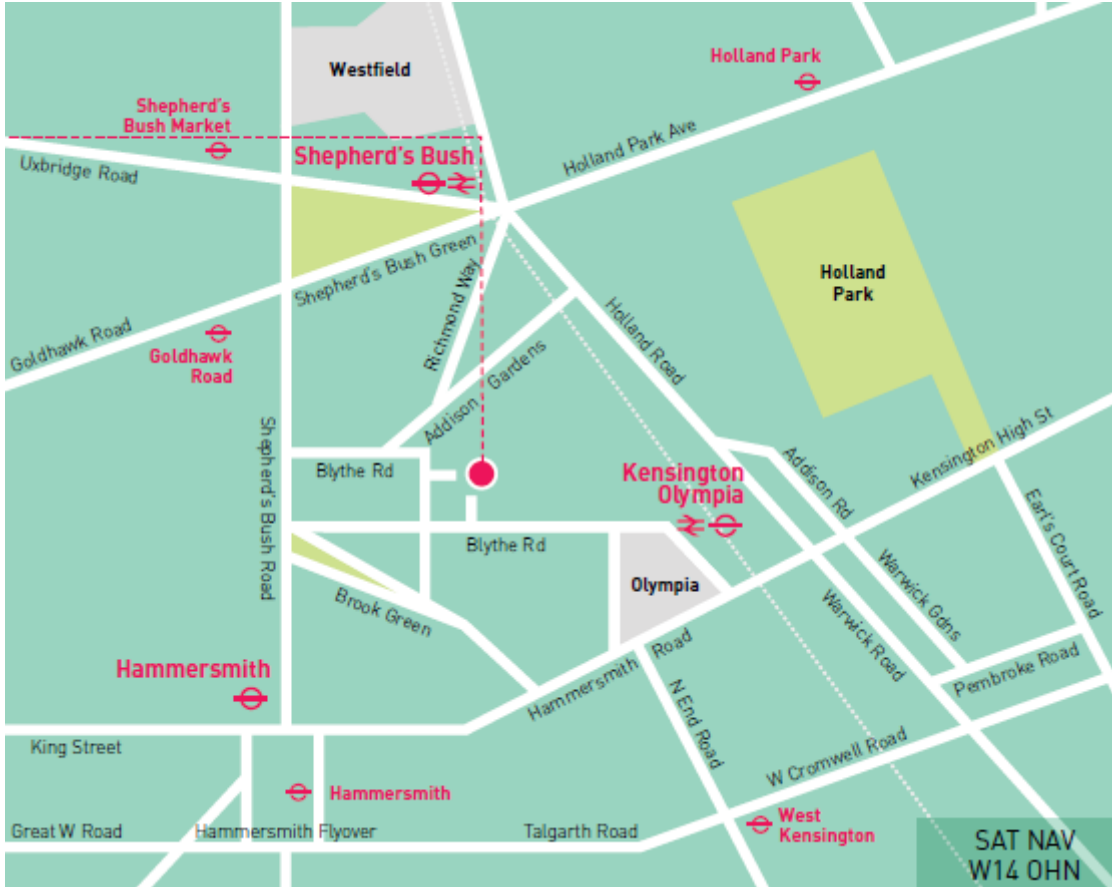 Westfield
Holland Park
Shepherd's
Bush Market
Holland Park Ave
Shepherd's Bush
Uxbridge Road
Shepherd's Bush Green
Richmond Way
Holland
Park
Goldhawk Road
Goldhawk
Road
Holland Road
Addison Gardens
Shepherd's Bush Road
Blythe Rd
Kensington
Olympia
Addison Rd
Kensington High St
Blythe Rd
Olympia
Earl's Court Road
Brook Green
Warwick Gdns
Warwick Road
Hammersmith
Hammersmith Road
N End Road
Pembroke Road
King Street
W Cromwell Road
Hammersmith
Great W Road
Hammersmith Flyover
Talgarth Road
West
Kensington
SAT NAV
W14 OHN